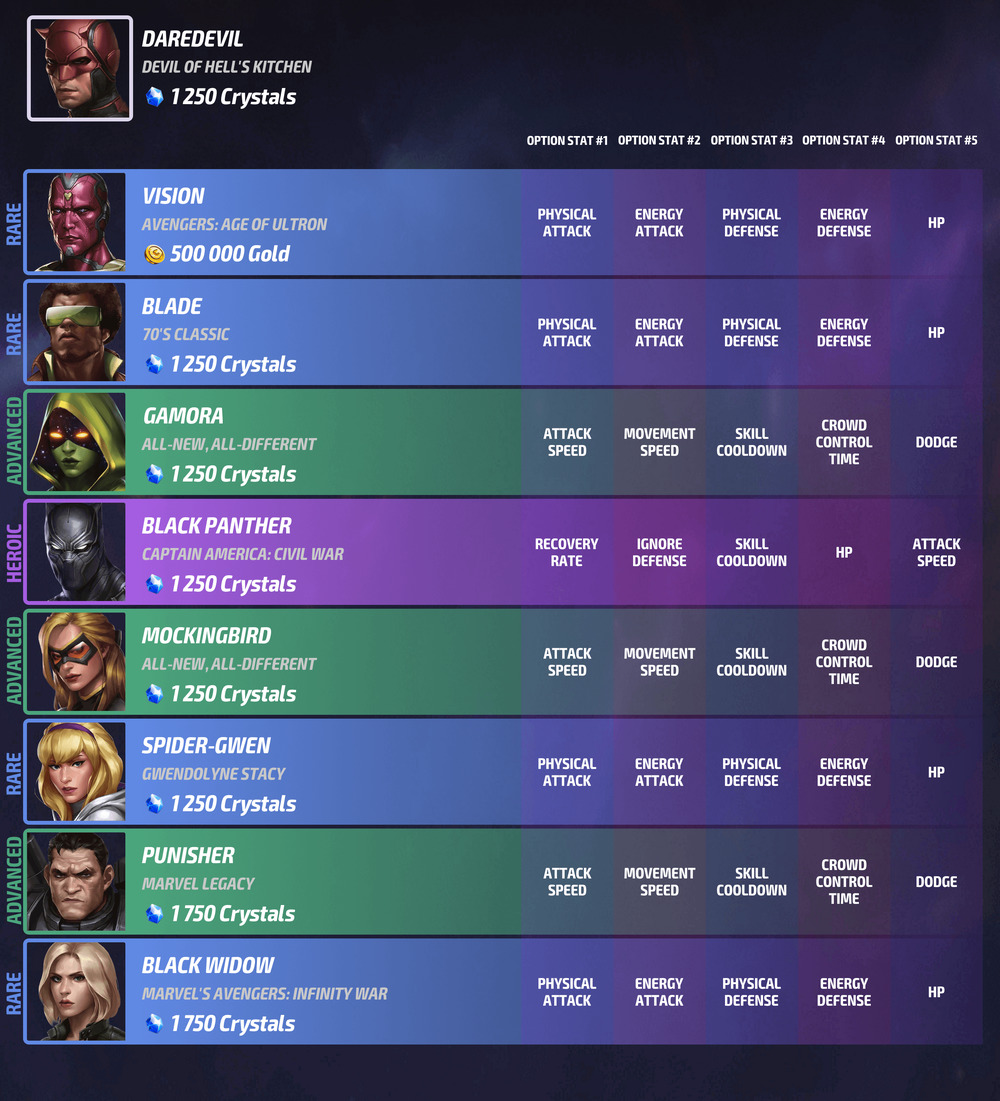 DAREDEVIL
DEVIL OF HELL'S KITCHEN
1 250 Crystals
OPTION STAT #1 OPTION STAT #2 OPTION STAT #3 OPTION STAT #4 OPTION STAT #5
RARE
VISION
AVENGERS: AGE OF ULTRON
500 000 Gold
PHYSICAL
ATTACK
ENERGY
ATTACK
PHYSICAL
DEFENSE
ENERGY
DEFENSE
HP
RARE
BLADE
70'S CLASSIC
1 250 Crystals
PHYSICAL
ATTACK
ENERGY
ATTACK
PHYSICAL
DEFENSE
ENERGY
DEFENSE
HP
ADVANCED
GAMORA
ALL-NEW, ALL-DIFFERENT
1 250 Crystals
ATTACK
SPEED
MOVEMENT
SPEED
SKILL
COOLDOWN
CROWD
CONTROL
TIME
DODGE
HEROIC
BLACK PANTHER
CAPTAIN AMERICA: CIVIL WAR
1 250 Crystals
RECOVERY
RATE
IGNORE
DEFENSE
SKILL
COOLDOWN
HP
ATTACK
SPEED
ADVANCED
MOCKINGBIRD
ALL-NEW, ALL-DIFFERENT
1 250 Crystals
ATTACK
SPEED
MOVEMENT
SPEED
SKILL
COOLDOWN
CROWD
CONTROL
TIME
DODGE
RARE
SPIDER-GWEN
GWENDOLYNE STACY
1 250 Crystals
PHYSICAL
ATTACK
ENERGY
ATTACK
PHYSICAL
DEFENSE
ENERGY
DEFENSE
HP
ADVANCED
PUNISHER
MARVEL LEGACY
1 750 Crystals
ATTACK
SPEED
MOVEMENT
SPEED
SKILL
COOLDOWN
CROWD
CONTROL
TIME
DODGE
RARE
BLACK WIDOW
MARVEL'S AVENGERS: INFINITY WAR
1 750 Crystals
PHYSICAL
ATTACK
ENERGY
ATTACK
PHYSICAL
DEFENSE
ENERGY
DEFENSE
HP